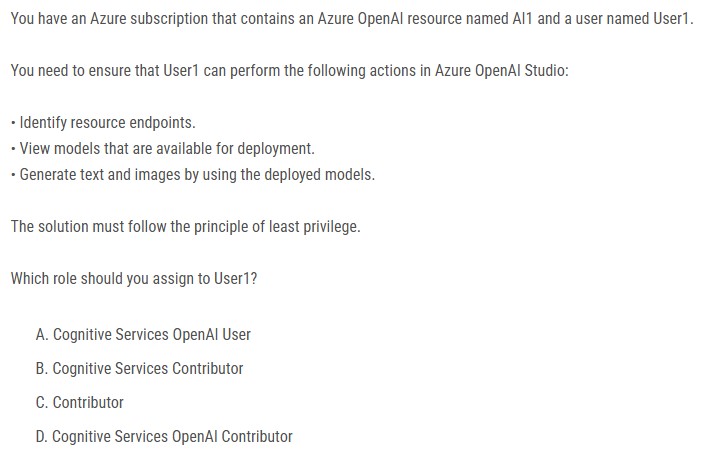 You have an Azure subscription that contains an Azure OpenAI resource named AI1 and a user named User1.
You need to ensure that User1 can perform the following actions in Azure OpenAI Studio:
• Identify resource endpoints.
• View models that are available for deployment.
• Generate text and images by using the deployed models.
The solution must follow the principle of least privilege.
Which role should you assign to User1?
A. Cognitive Services OpenAI User
B. Cognitive Services Contributor
C. Contributor
D. Cognitive Services OpenAI Contributor